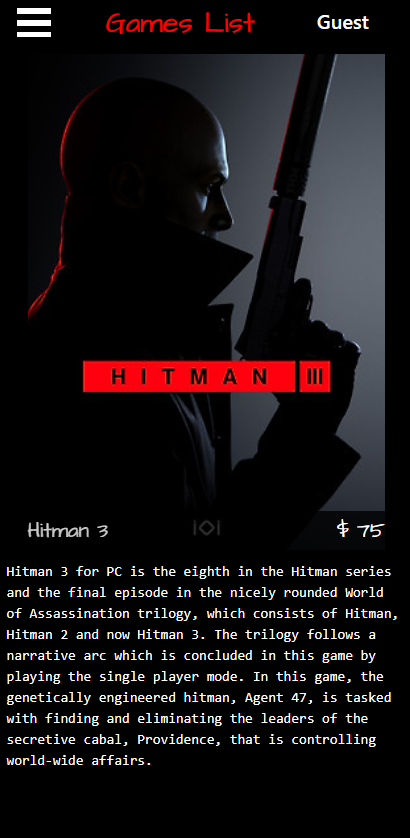 Games List
Guest
HITMAN III
Hitman 3
$ 75
Hitman 3 for PC is the eighth in the Hitman series
and the final episode in the nicely rounded World
of Assassination trilogy, which consists of Hitman,
Hitman 2 and now Hitman 3. The trilogy follows a
narrative arc which is concluded in this game by
playing the single player mode. In this game, the
genetically engineered hitman, Agent 47, is tasked
with finding and eliminating the leaders of the
secretive cabal, Providence, that is controlling
world-wide affairs.